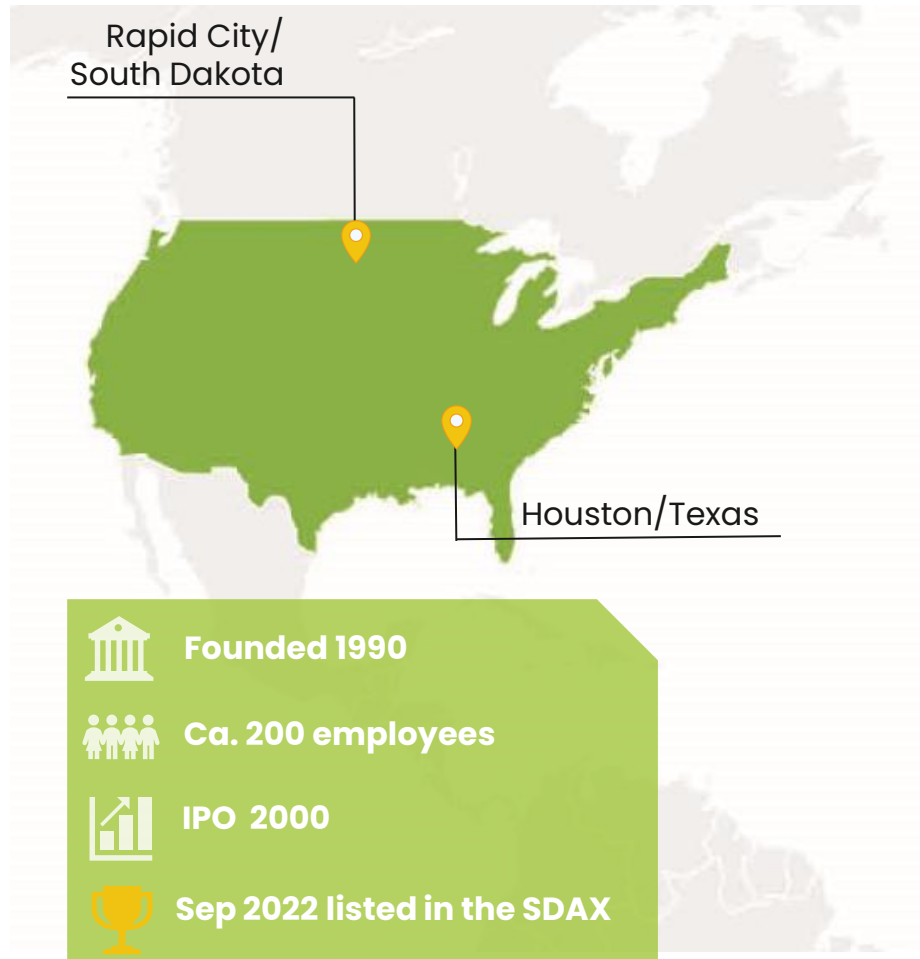 Rapid City/
South Dakota
Houston/Texas
Founded 1990
Ca. 200 employees
IPO 2000
Sep 2022 listed in the SDAX